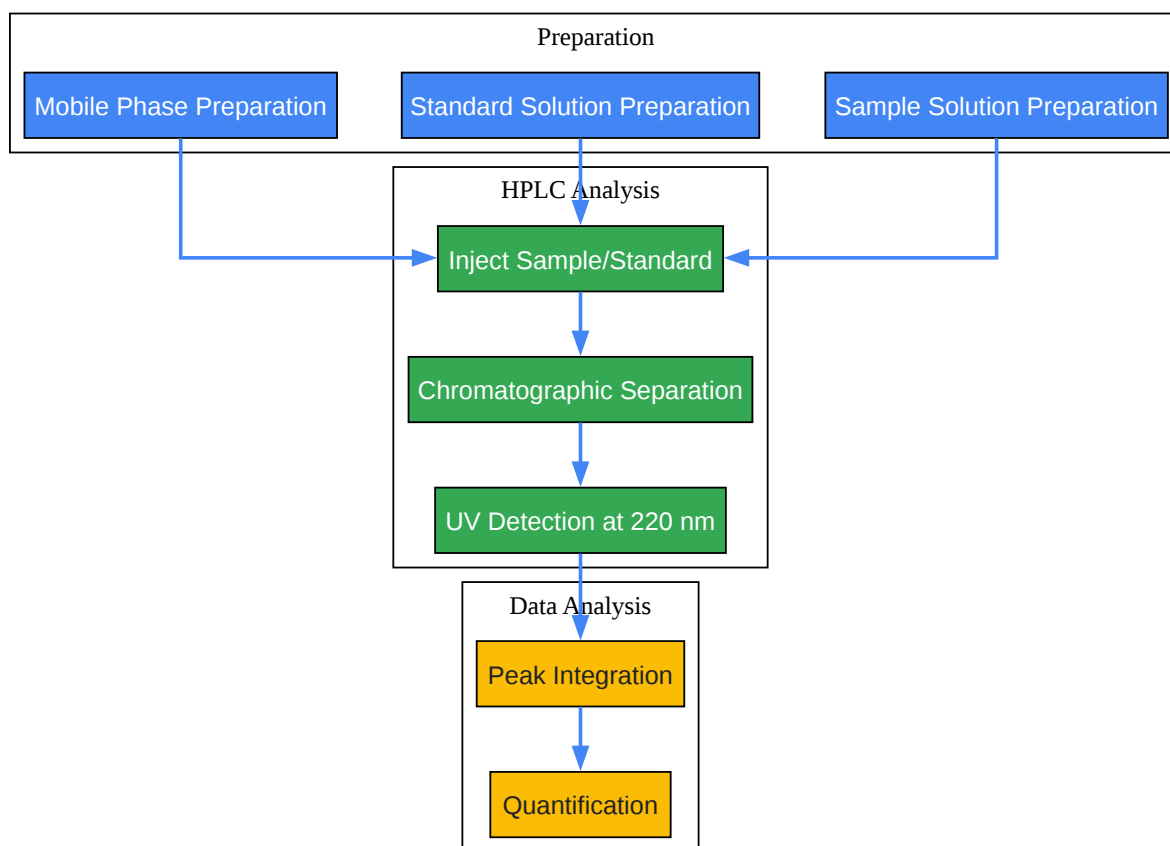 Preparation
Mobile Phase Preparation
Standard Solution Preparation
Sample Solution Preparation
HPLC Analysis
Inject Sample/Standard
Chromatographic Separation
UV Detection at 220 nm
Data Analysis
Peak Integration
Quantification